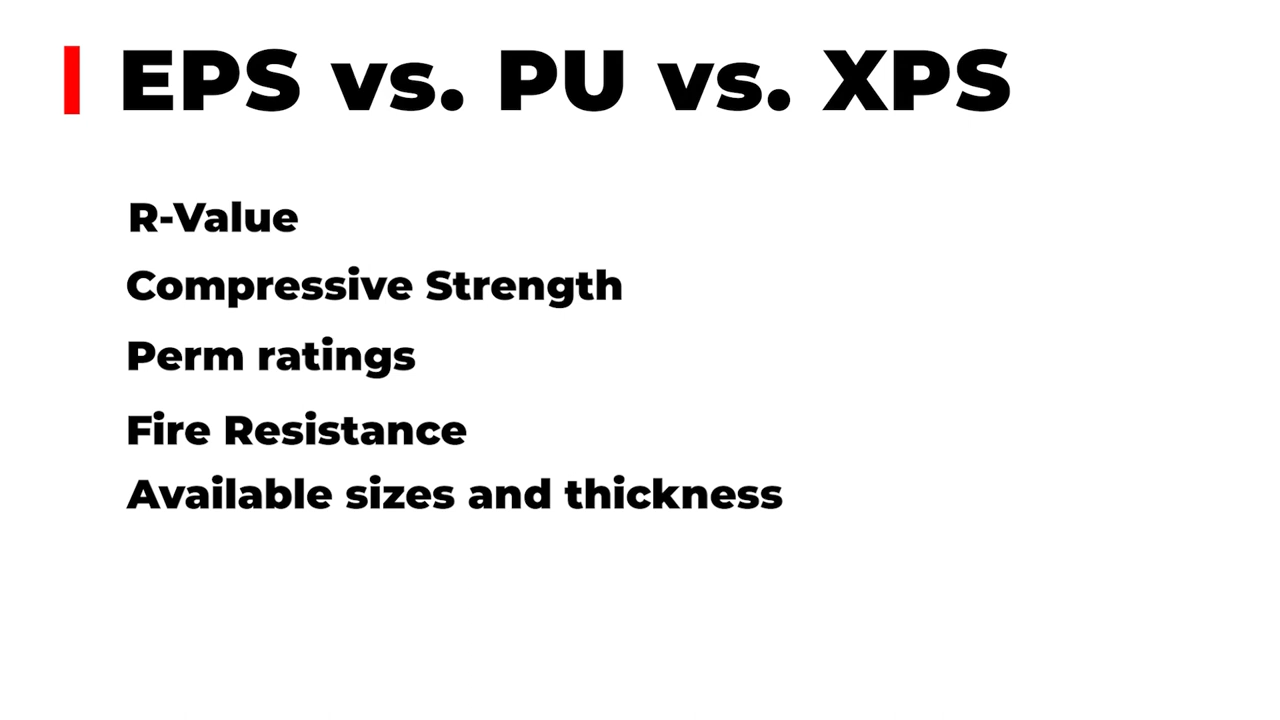 EPS vs. PU vs. XPS
R-Value
Compressive Strength
Perm ratings
Fire Resistance
Available sizes and thickness